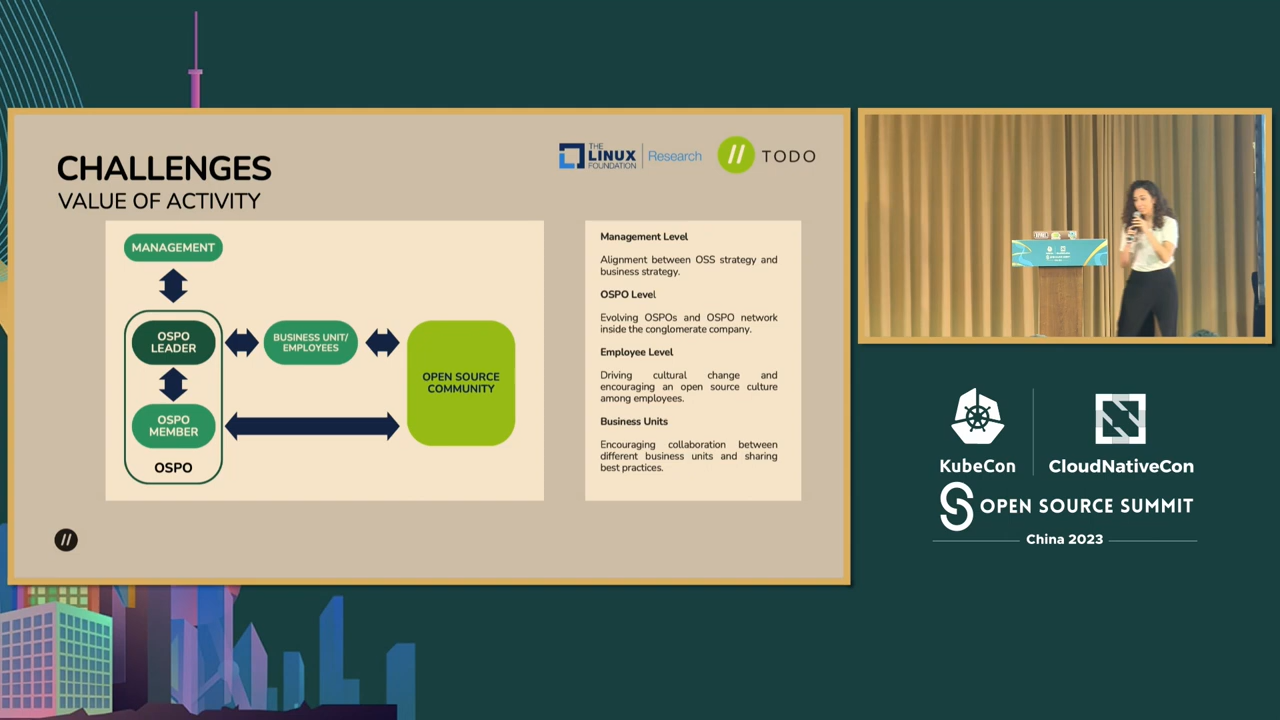 CHALLENGES
VALUE OF ACTIVITY
THE
LINUX
FOUNDATION
Research
TODO
MANAGEMENT
OSPO
LEADER
BUSINESS UNIT/
EMPLOYEES
OPEN SOURCE
COMMUNITY
OSPO
MEMBER
OSPO
Management Level
Alignment between OSS strategy and
business strategy.
OSPO Level
Evolving OSPOs and OSPO network
inside the conglomerate company.
Employee Level
Driving cultural change and
encouraging an open source culture
among employees.
Business Units
Encouraging collaboration between
different business units and sharing
best practices.
KubeCon
CloudNativeCon
OPEN SOURCE SUMMIT
China 2023